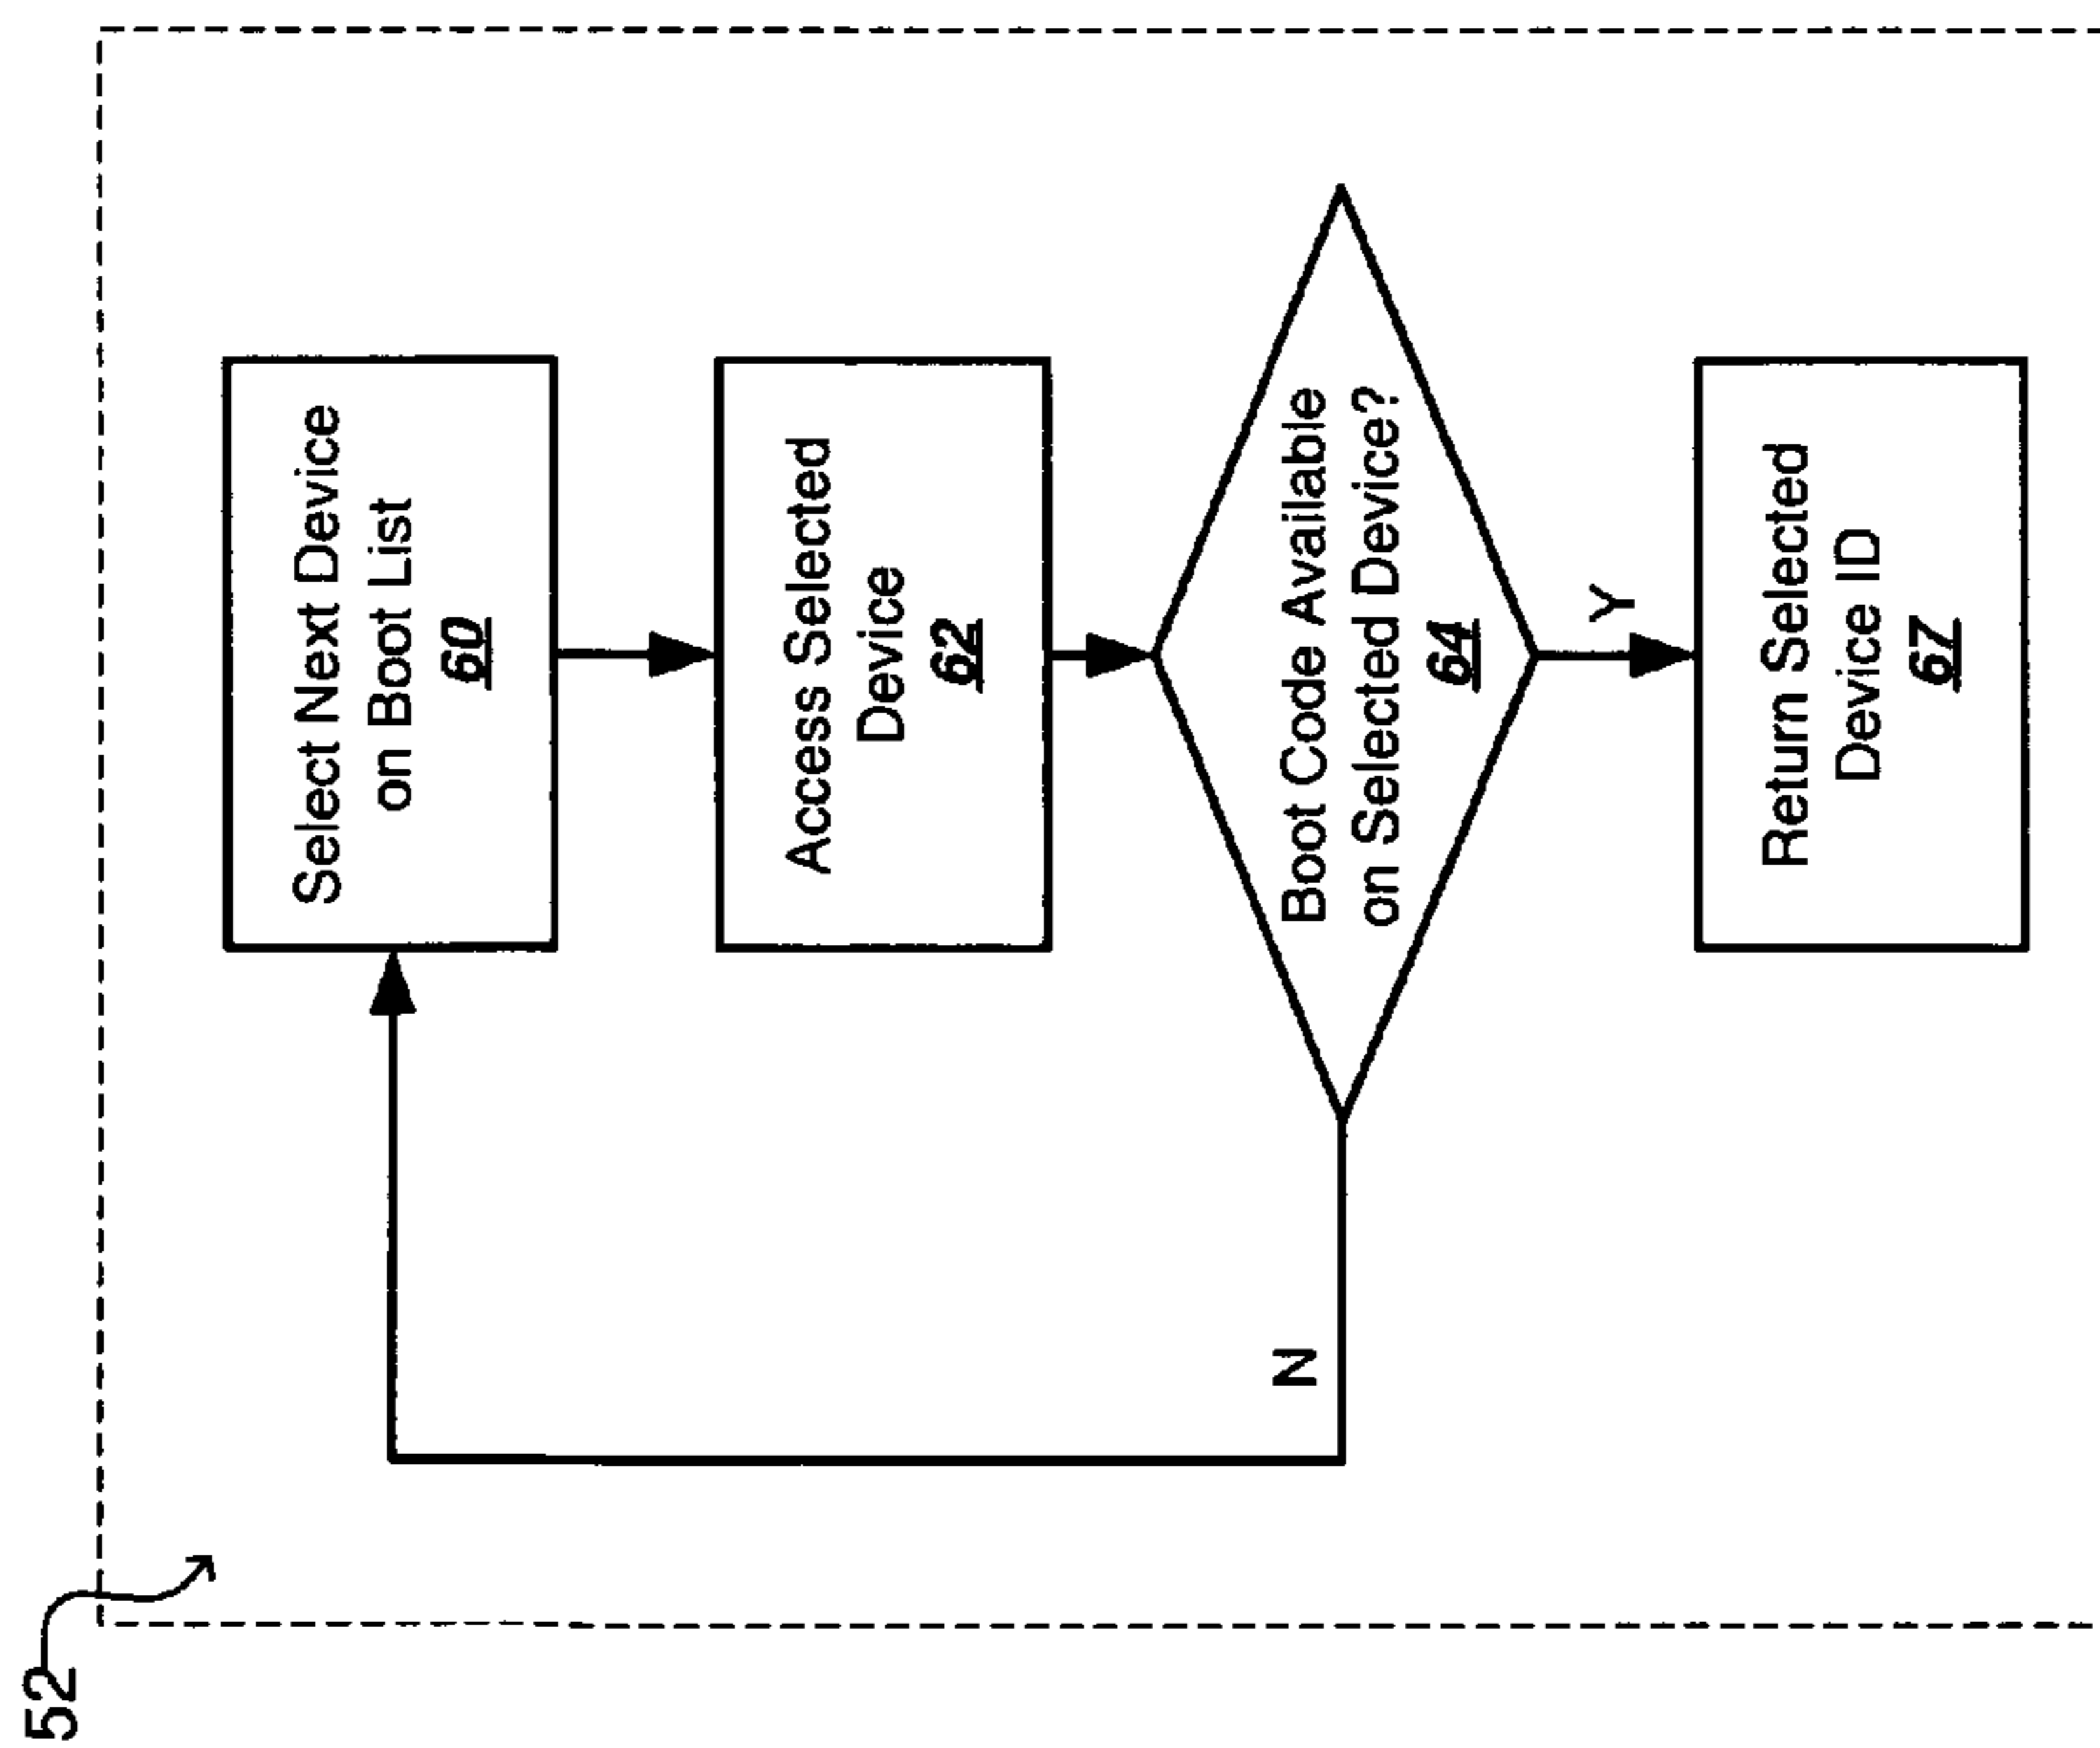 52
Select Next Device
on Boot List
60
Access Selected
Device
62
Boot Code Available
on Selected Device?
64
N
Y
Return Selected
Device ID
67